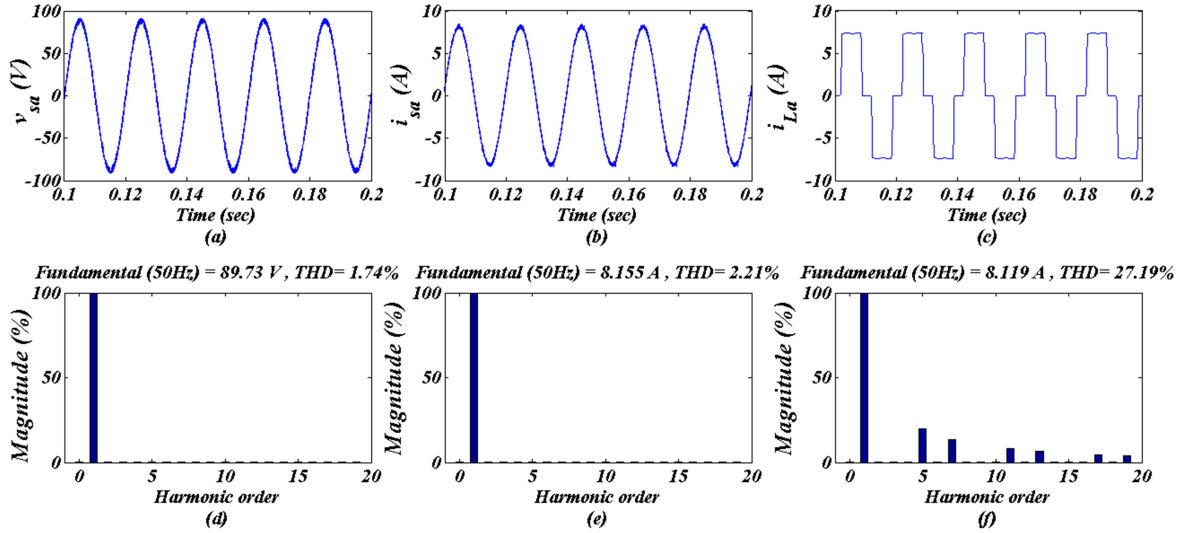 100
50
0
-50
-100
v sa (V)
0.1 0.12 0.14 0.16 0.18 0.2
Time (sec)
(a)
10
5
0
-5
-10
i sa (A)
0.1 0.12 0.14 0.16 0.18 0.2
Time (sec)
(b)
10
5
0
-5
-10
i La (A)
0.1 0.12 0.14 0.16 0.18 0.2
Time (sec)
(c)
Fundamental (50Hz) = 89.73 V , THD= 1.74%
100
50
0
Magnitude (%)
0 5 10 15 20
Harmonic order
(d)
Fundamental (50Hz) = 8.155 A , THD= 2.21%
100
50
0
Magnitude (%)
0 5 10 15 20
Harmonic order
(e)
Fundamental (50Hz) = 8.119 A , THD= 27.19%
100
50
0
Magnitude (%)
0 5 10 15 20
Harmonic order
(f)